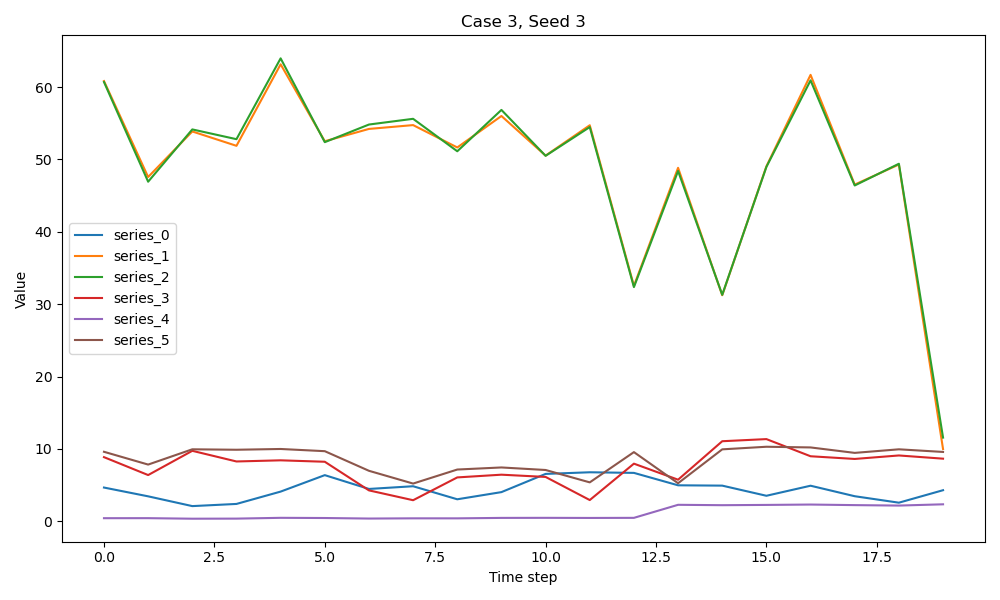 Case 3, Seed 3
Value
60
50
40
30
20
10
0
series_0
series_1
series_2
series_3
series_4
series_5
0.0 2.5 5.0 7.5 10.0 12.5 15.0 17.5
Time step